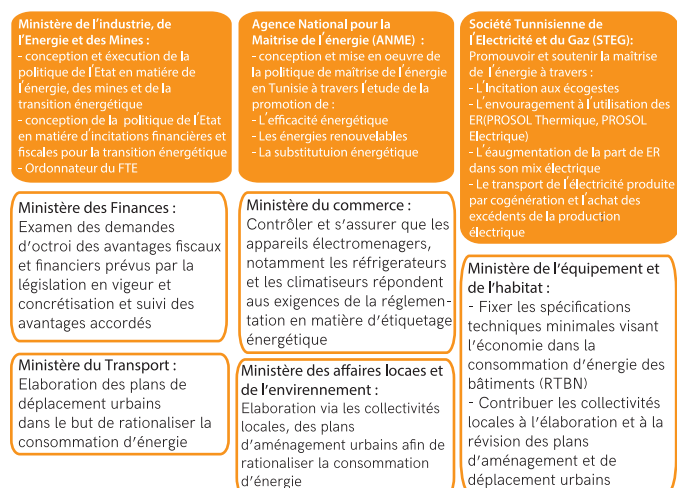 Ministère de l'industrie, de
l'Energie et des Mines :
- conception et éxecution de la
politique de l'Etat en matiére de
l'énergie, des mines et de la
transition énergétique
- conception de la politique de l'Etat
en matiére d'incitations financières et
fiscales pour la transition énergétique
- Ordonnateur du FTE
Ministère des Finances :
Examen des demandes
d'octroi des avantages fiscaux
et financiers prévus par la
législation en vigeur et
concrétisation et suivi des
avantages accordés
Ministère du Transport :
Elaboration des plans de
déplacement urbains
dans le but de rationaliser la
consommation d'énergie
Agence National pour la
Maitrise de l'énergie (ANME) :
- conception et mise en oeuvre de
la politique de maîtrise de l'énergie
en Tunisie à travers l'etude de la
promotion de :
- L'efficacité énergétique
- Les énergies renouvelables
- La substitutuion énergétique
Ministère du commerce :
Contrôler et s'assurer que les
appareils électromenagers,
notamment les réfrigerateurs
et les climatiseurs répondent
aus exigences de la réglemen-
tation en matière d'étiquetage
énergétique
Ministère des affaires locaes et
de l'envirennement :
Elaboration via les collectivités
locales, des plans
d'aménagement urbains afin de
rationaliser la consommation
d'énergie
Société Tunnisienne de
l'Electricité et du Gaz (STEG):
Promouvoir et soutenir la maîtrise
de l'énergie à travers :
- L'Incitation aux écogestes
- L'envouragement à l'utilisation des
ER(PROSOL Thermique, PROSOL
Electrique)
- L'éaugmentation de la part de ER
dans son mix électrique
- Le transport de l'électricité produite
par cogénération et l'achat des
excédents de la production
électrique
Ministère de l'équipement et
de l'habitat :
- Fixer les spécifications
techniques minimales visant
l'économie dans la
consommation d'énergie des
bâtiments (RTBN)
- Contribuer les collectivités
locales à l'élaboration et à la
révision des plans
d'aménagement et de
déplacement urbains